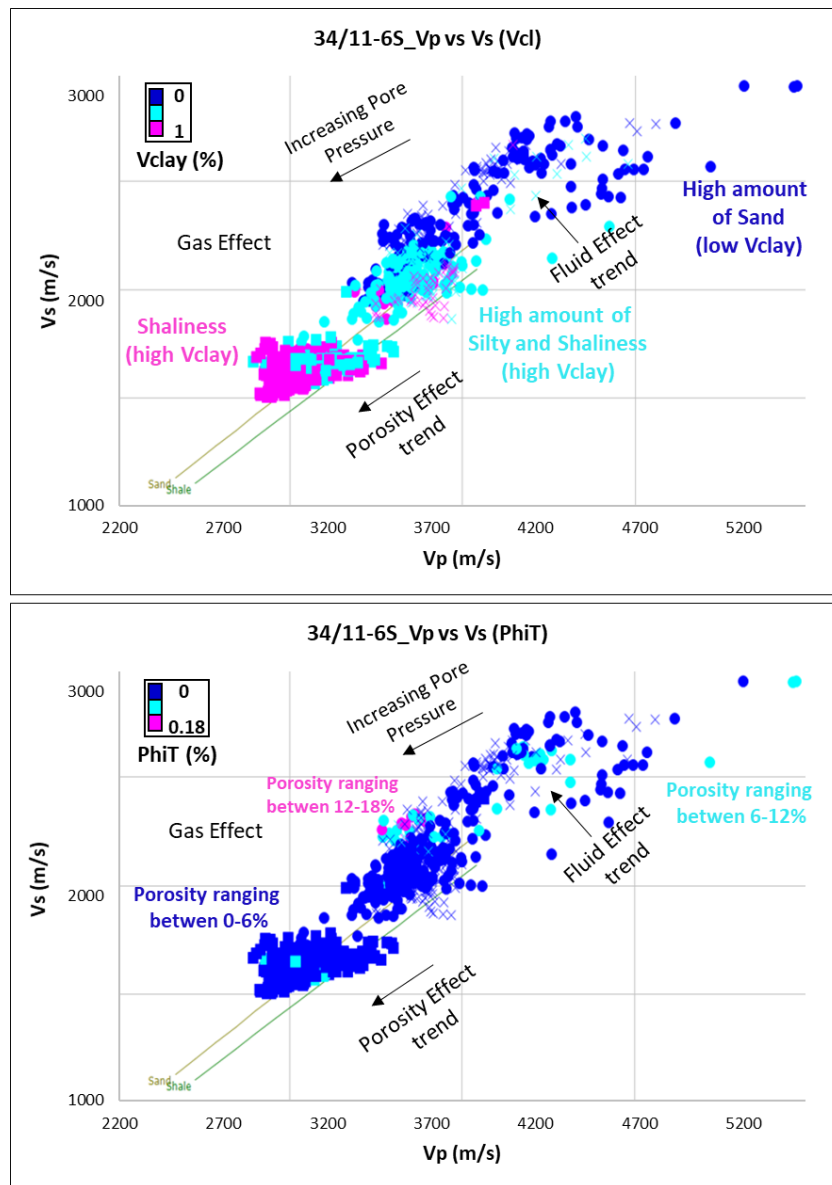 34/11-6S_Vp vs Vs (Vcl)
3000
0
1
Vclay (%)
Increasing Pore
Pressure
High amount
of Sand
(low Vclay)
Gas Effect
Fluid Effect
trend
Vs (m/s)
2000
Shaliness
(high Vclay)
High amount of
Silty and Shaliness
(high Vclay)
Porosity Effect
trend
Sand
Shale
1000
2200
2700
3200
3700
4200
4700
5200
Vp (m/s)
34/11-6S_Vp vs Vs (PhiT)
3000
0
0.18
PhiT (%)
Increasing Pore
Pressure
Porosity ranging
betwen 12-18%
Porosity ranging
betwen 6-12%
Gas Effect
Fluid Effect
trend
Vs (m/s)
2000
Porosity ranging
betwen 0-6%
Porosity Effect
trend
Sand
Shale
1000
2200
2700
3200
3700
4200
4700
5200
Vp (m/s)